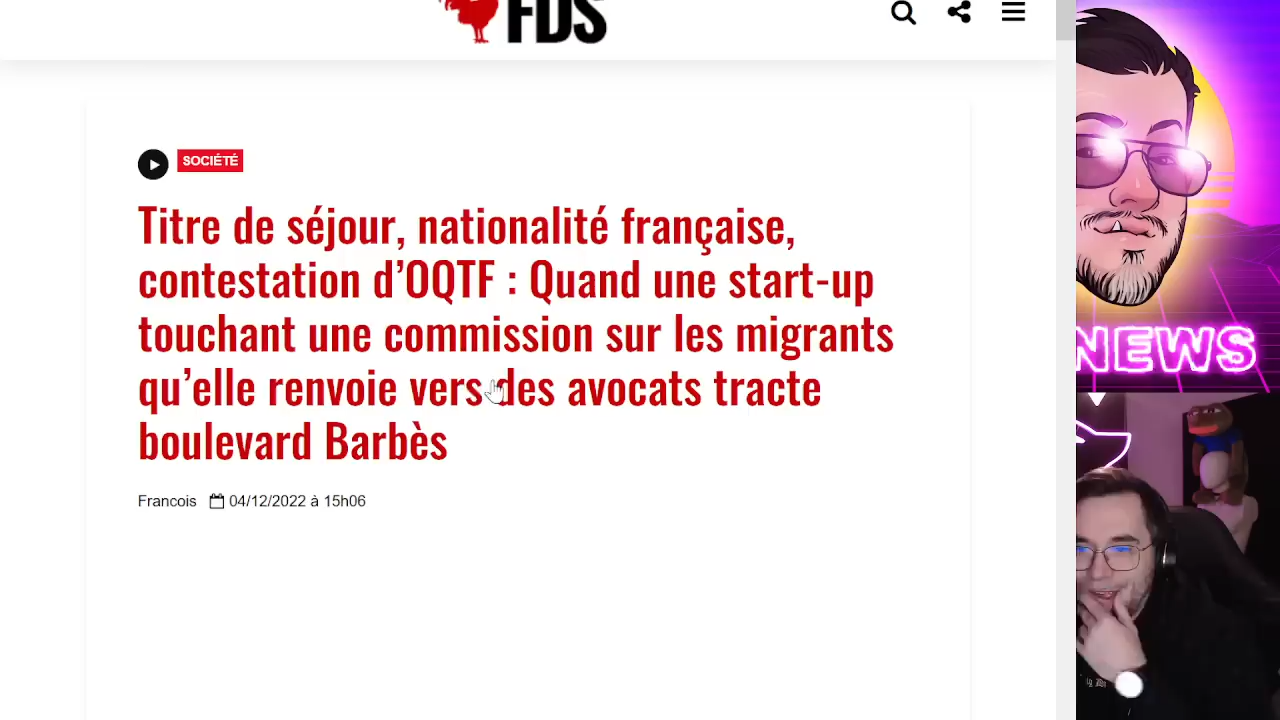 FDS
SOCIÉTÉ
Titre de séjour, nationalité française,
contestation d’OQTF : Quand une start-up
touchant une commission sur les migrants
qu’elle renvoie vers des avocats tracte
boulevard Barbès
Francois 04/12/2022 à 15h06
NEWS